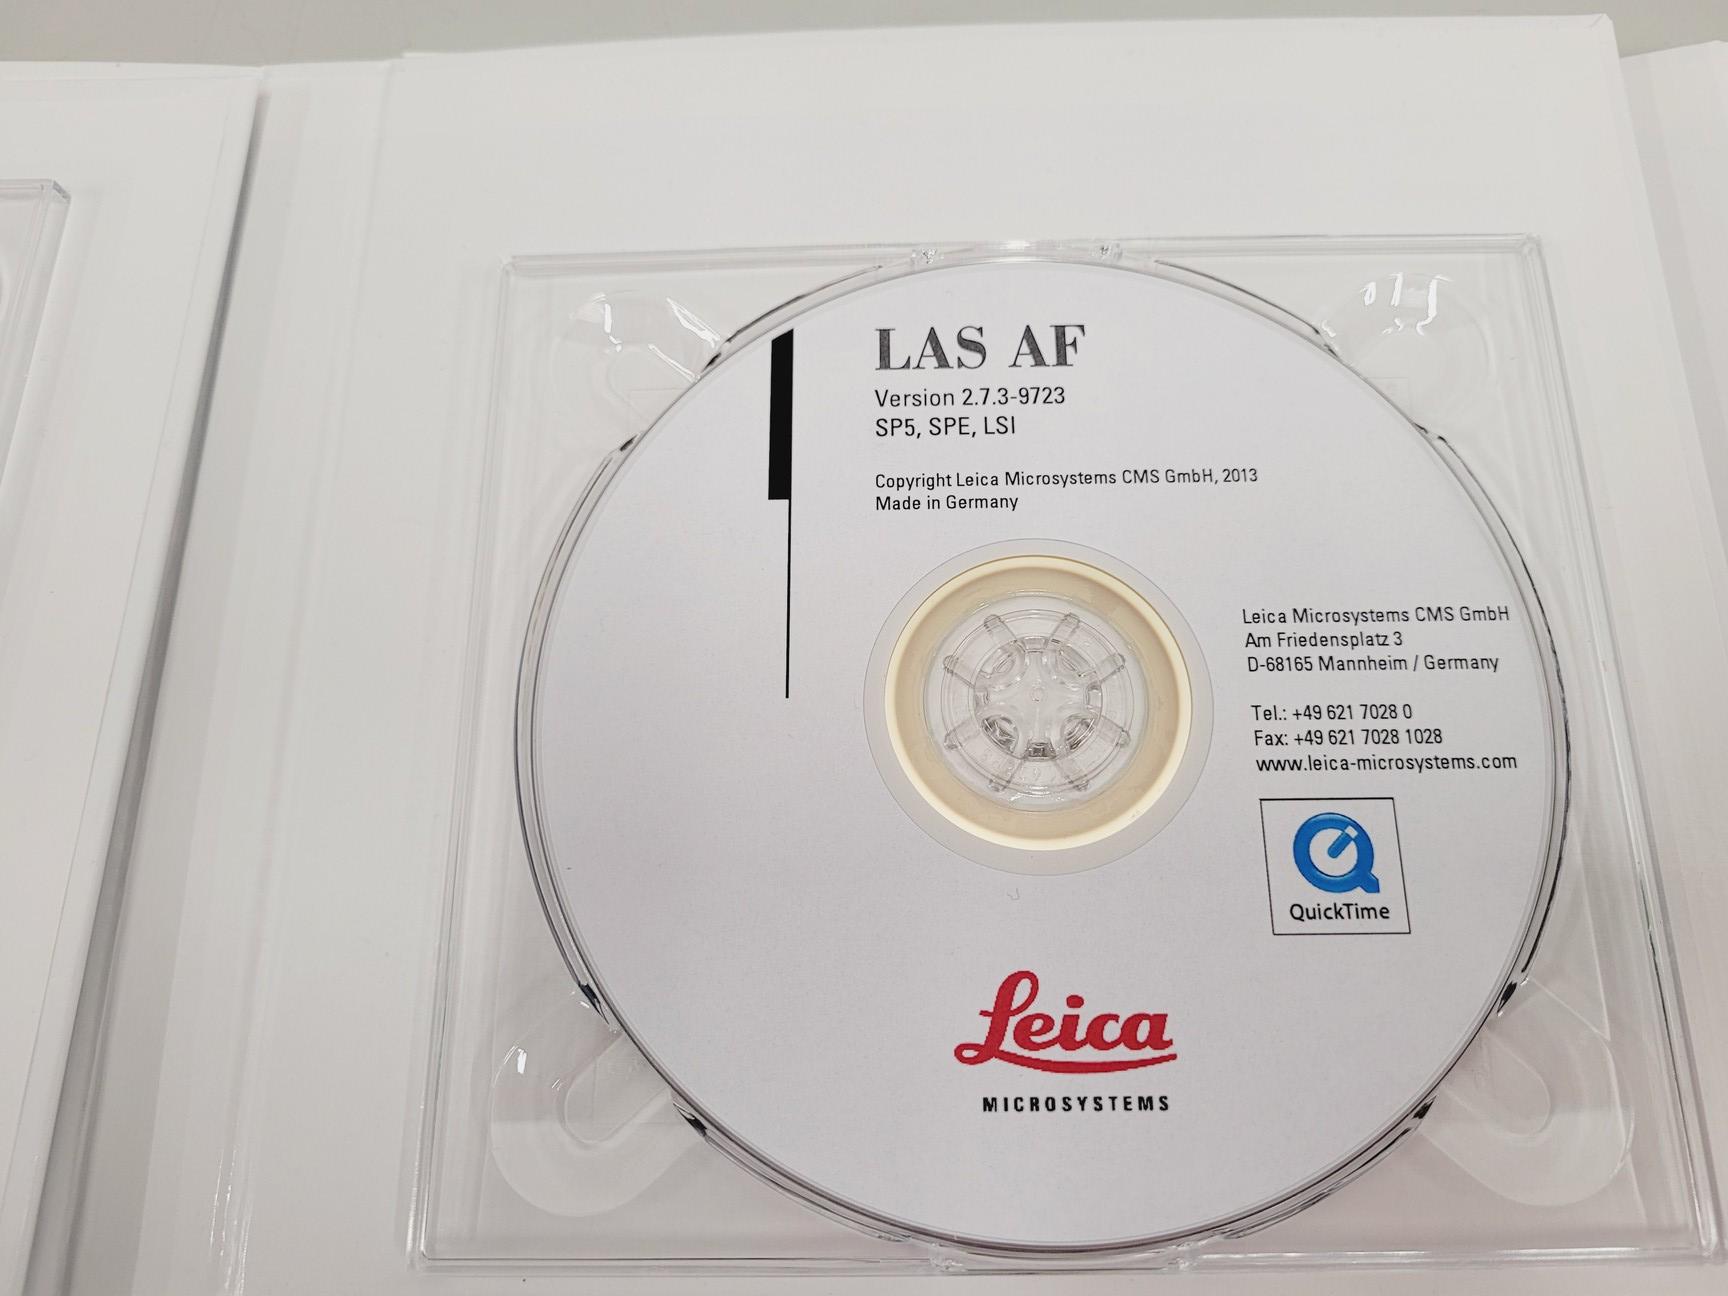 LAS AF
Version 2.7.3-9723
SP5, SPE, LSI
Copyright Leica Microsystems CMS GmbH, 2013
Made in Germany
Leica Microsystems CMS GmbH
Am Friedensplatz 3
D-68165 Mannheim / Germany
Tel.: +49 621 7028 0
Fax: +49 621 7028 1028
www.leica-microsystems.com
QuickTime
Leica
MICROSYSTEMS